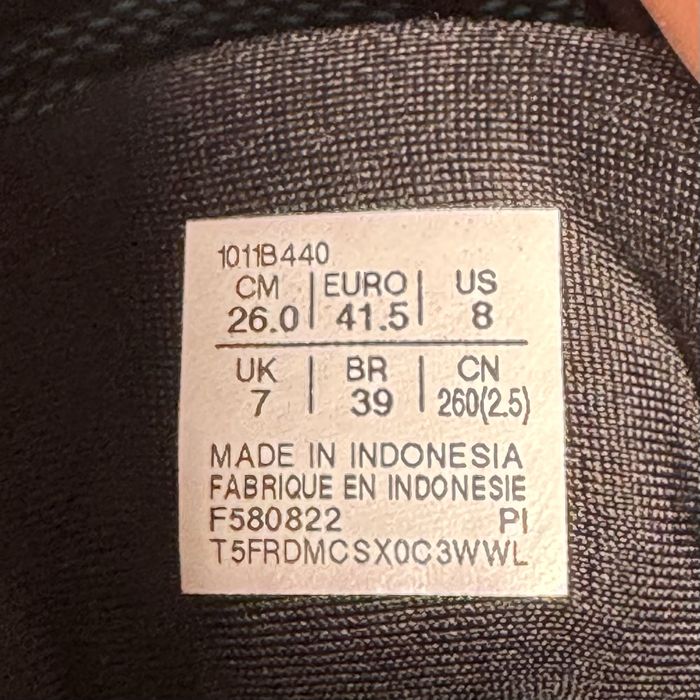 1011B440
CM | EURO | US
26.0 | 41.5 | 8
UK | BR | CN
7 | 39 | 260(2.5)
MADE IN INDONESIA
FABRIQUE EN INDONESIE
F580822 PI
T5FRDMCSX0C3WWL